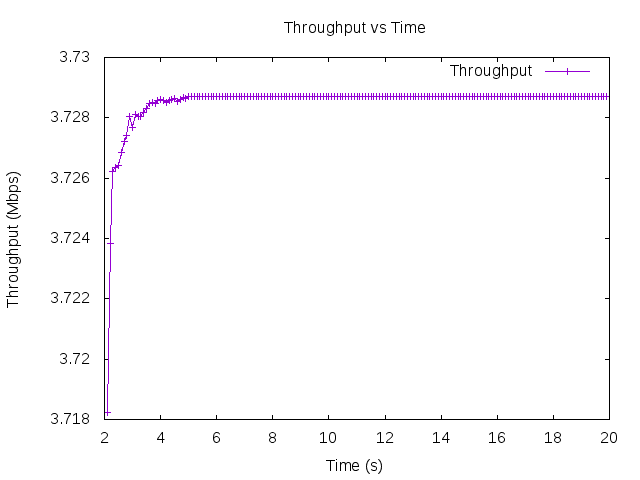 Throughput vs Time
Throughput
Throughput (Mbps)
3.73
3.728
3.726
3.724
3.722
3.72
3.718
2 4 6 8 10 12 14 16 18 20
Time (s)